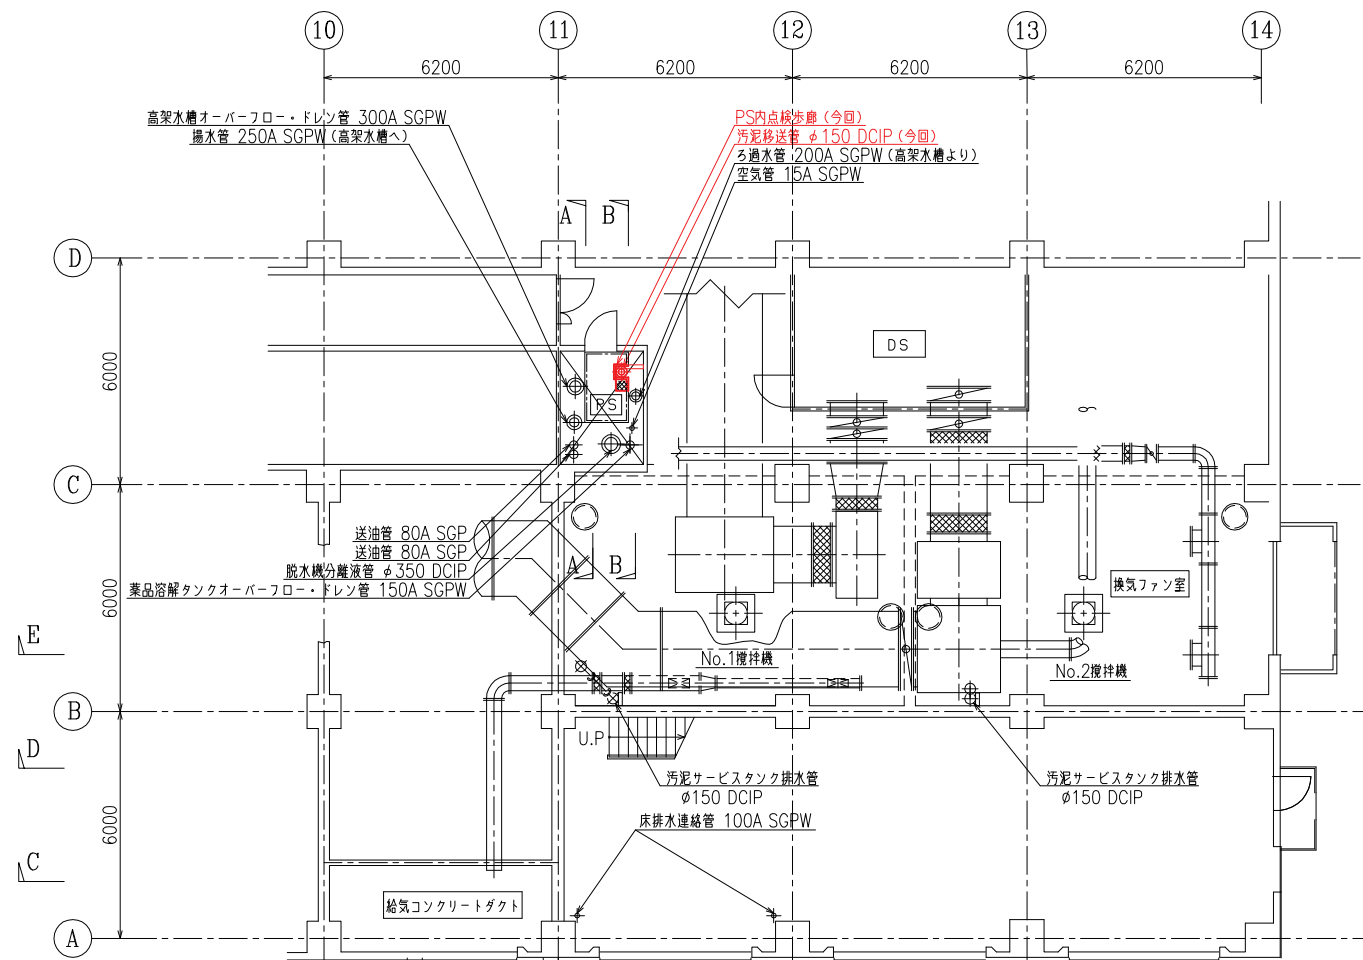 10 11 12 13 14
6200 6200 6200 6200
高架水槽オーバーフロー・ドレン管 300A SGPW
揚水管 250A SGPW(高架水槽へ)
PS内点検歩廊(今回)
汚泥移送管 φ150 DCIP(今回)
ろ過水管 200A SGPW(高架水槽より)
空気管 15A SGPW
A B
D
DS
6000
PS
C
送油管 80A SGP
送油管 80A SGP
脱水機分離液管 φ350 DCIP
薬品溶解タンクオーバーフロー・ドレン管 150A SGPW
A B
換気ファン室
6000
E
No.1撹拌機
No.2撹拌機
B
U.P
D
汚泥サービスタンク排水管
φ150 DCIP
汚泥サービスタンク排水管
φ150 DCIP
床排水連絡管 100A SGPW
6000
C
給気コンクリートダクト
A